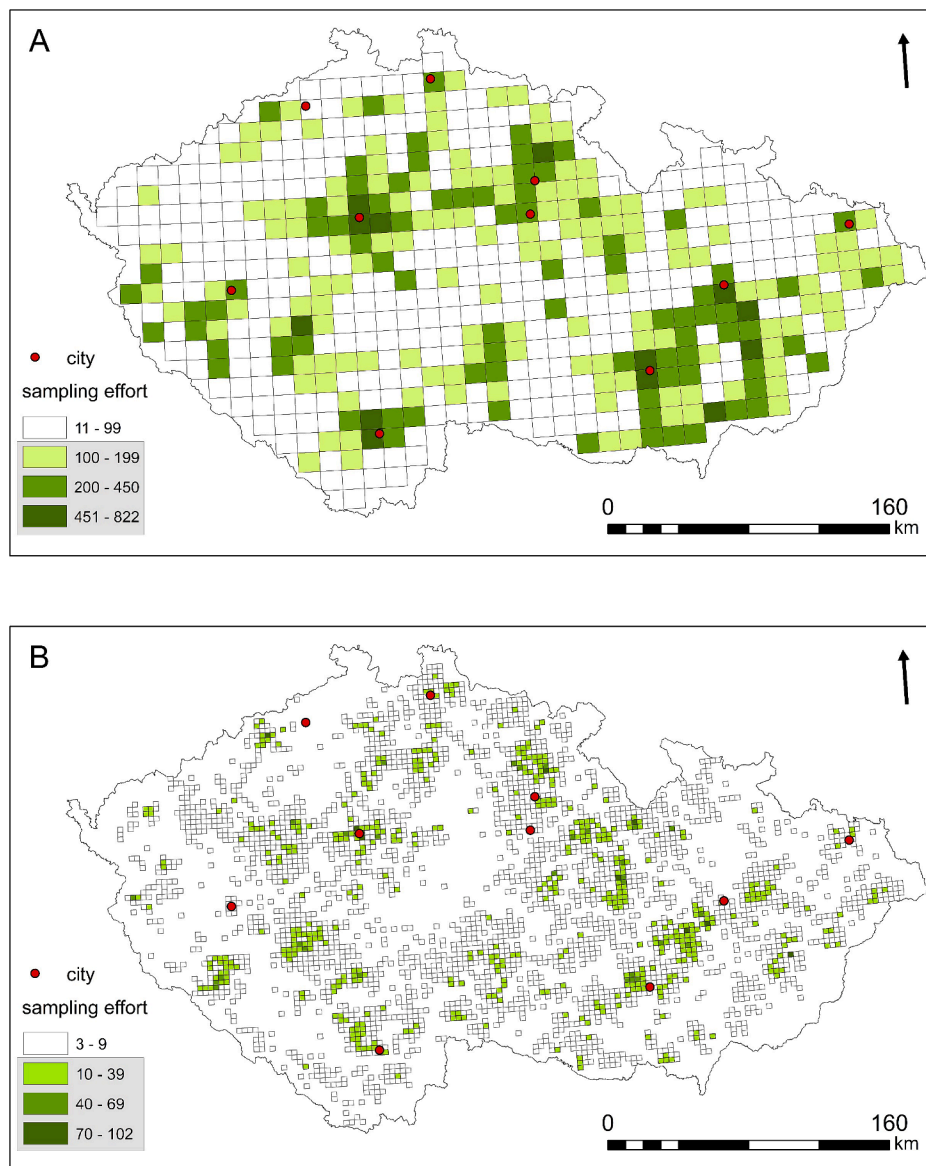 A
city
sampling effort
11 - 99
100 - 199
200 - 450
451 - 822
0 160
km
B
city
sampling effort
3 - 9
10 - 39
40 - 69
70 - 102
0 160
km